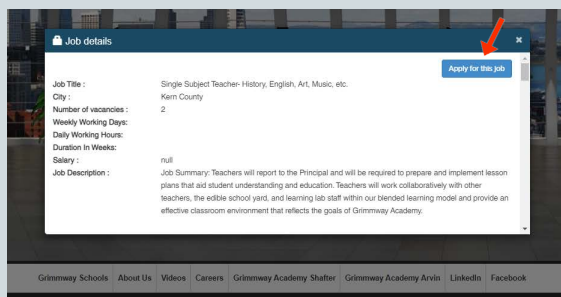 Job details
Apply for this job
Job Title : Single Subject Teacher- History, English, Art, Music, etc.
City : Kern County
Number of vacancies : 2
Weekly Working Days:
Daily Working Hours:
Duration In Weeks:
Salary : null
Job Description : Job Summary: Teachers will report to the Principal and will be required to prepare and implement lesson
plans that aid student understanding and education. Teachers will work collaboratively with other
teachers, the edible school yard, and learning lab staff within our blended learning model and provide an
effective classroom environment that reflects the goals of Grimmway Academy.
Grimmway Schools About Us Videos Careers Grimmway Academy Shafter Grimmway Academy Arvin LinkedIn Facebook